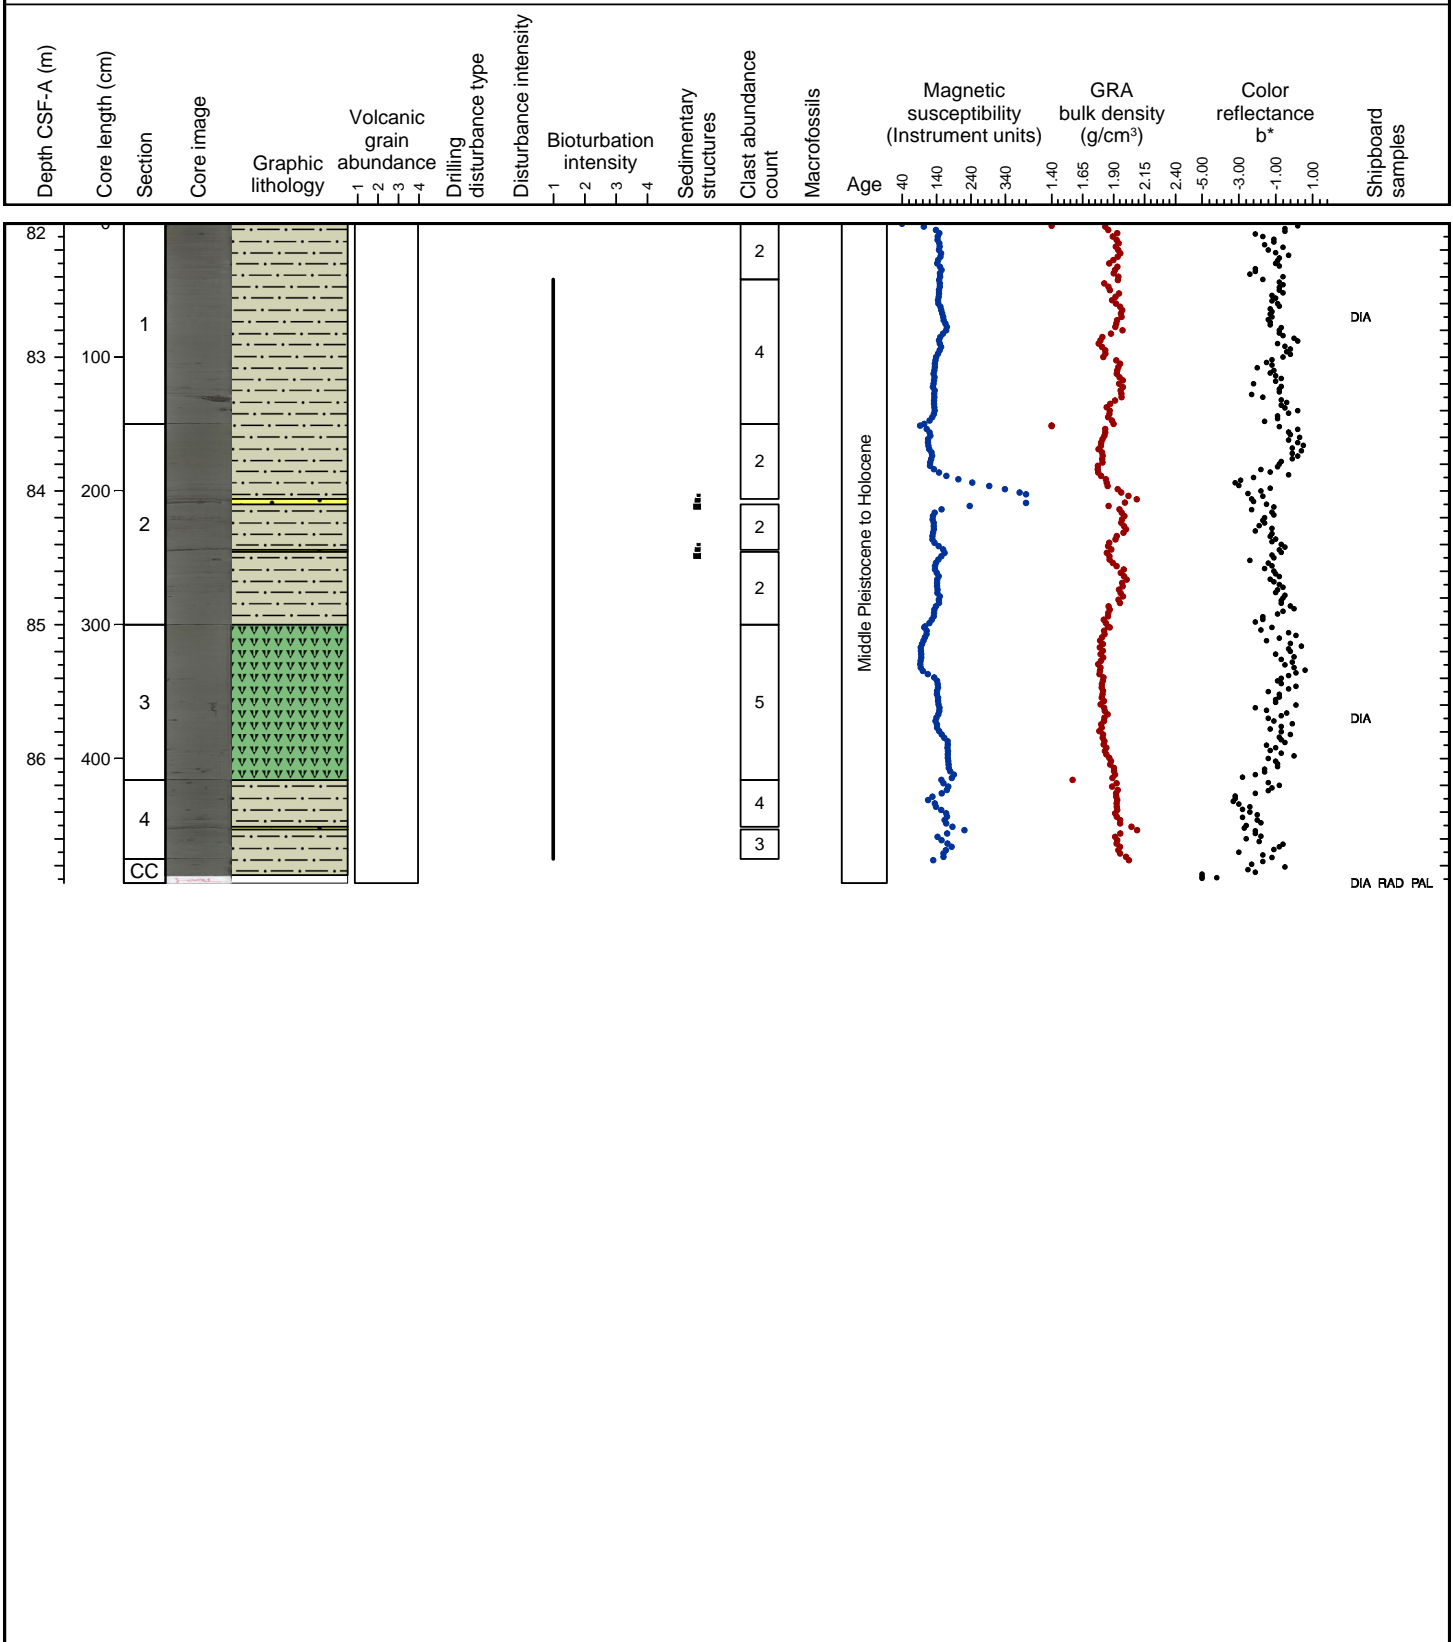 Depth CSF-A (m)
Core length (cm)
Section
Core image
Graphic
lithology
Volcanic
grain
abundance
1 2 3 4
Drilling
disturbance type
Disturbance intensity
Bioturbation
intensity
1 2 3 4
Sedimentary
structures
Clast abundance
count
Macrofossils
Age
Magnetic
susceptibility
(Instrument units)
40 140 240 340
GRA
bulk density
(g/cm³)
1.40 1.65 1.90 2.15 2.40
Color
reflectance
b*
-5.00 -3.00 -1.00 1.00
Shipboard
samples
82 0
2
1 DIA
83 100 4
2
84 200
2 2
2
85 300
Middle Pleistocene to Holocene
3 5
DIA
86 400
4 4
3
CC
DIA RAD PAL